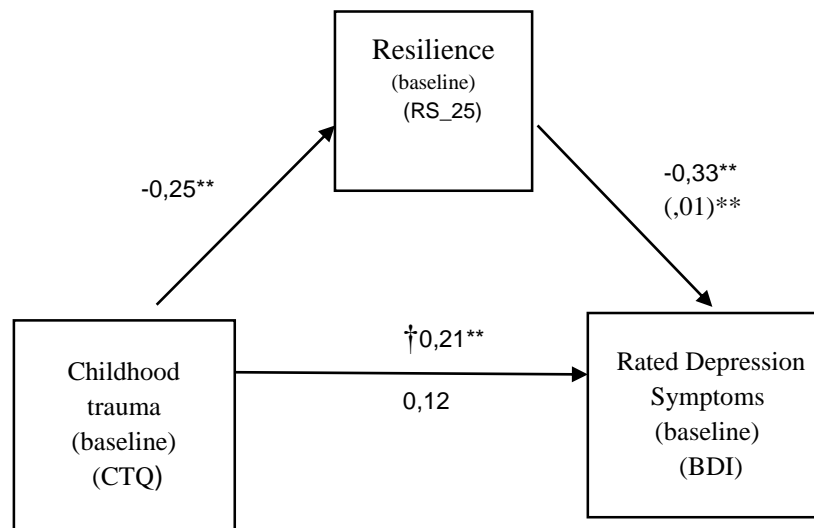 Resilience
(baseline)
(RS_25)
-0,25**
-0,33**
(,01)**
†0,21**
0,12
Childhood
trauma
(baseline)
(CTQ)
Rated Depression
Symptoms
(baseline)
(BDI)